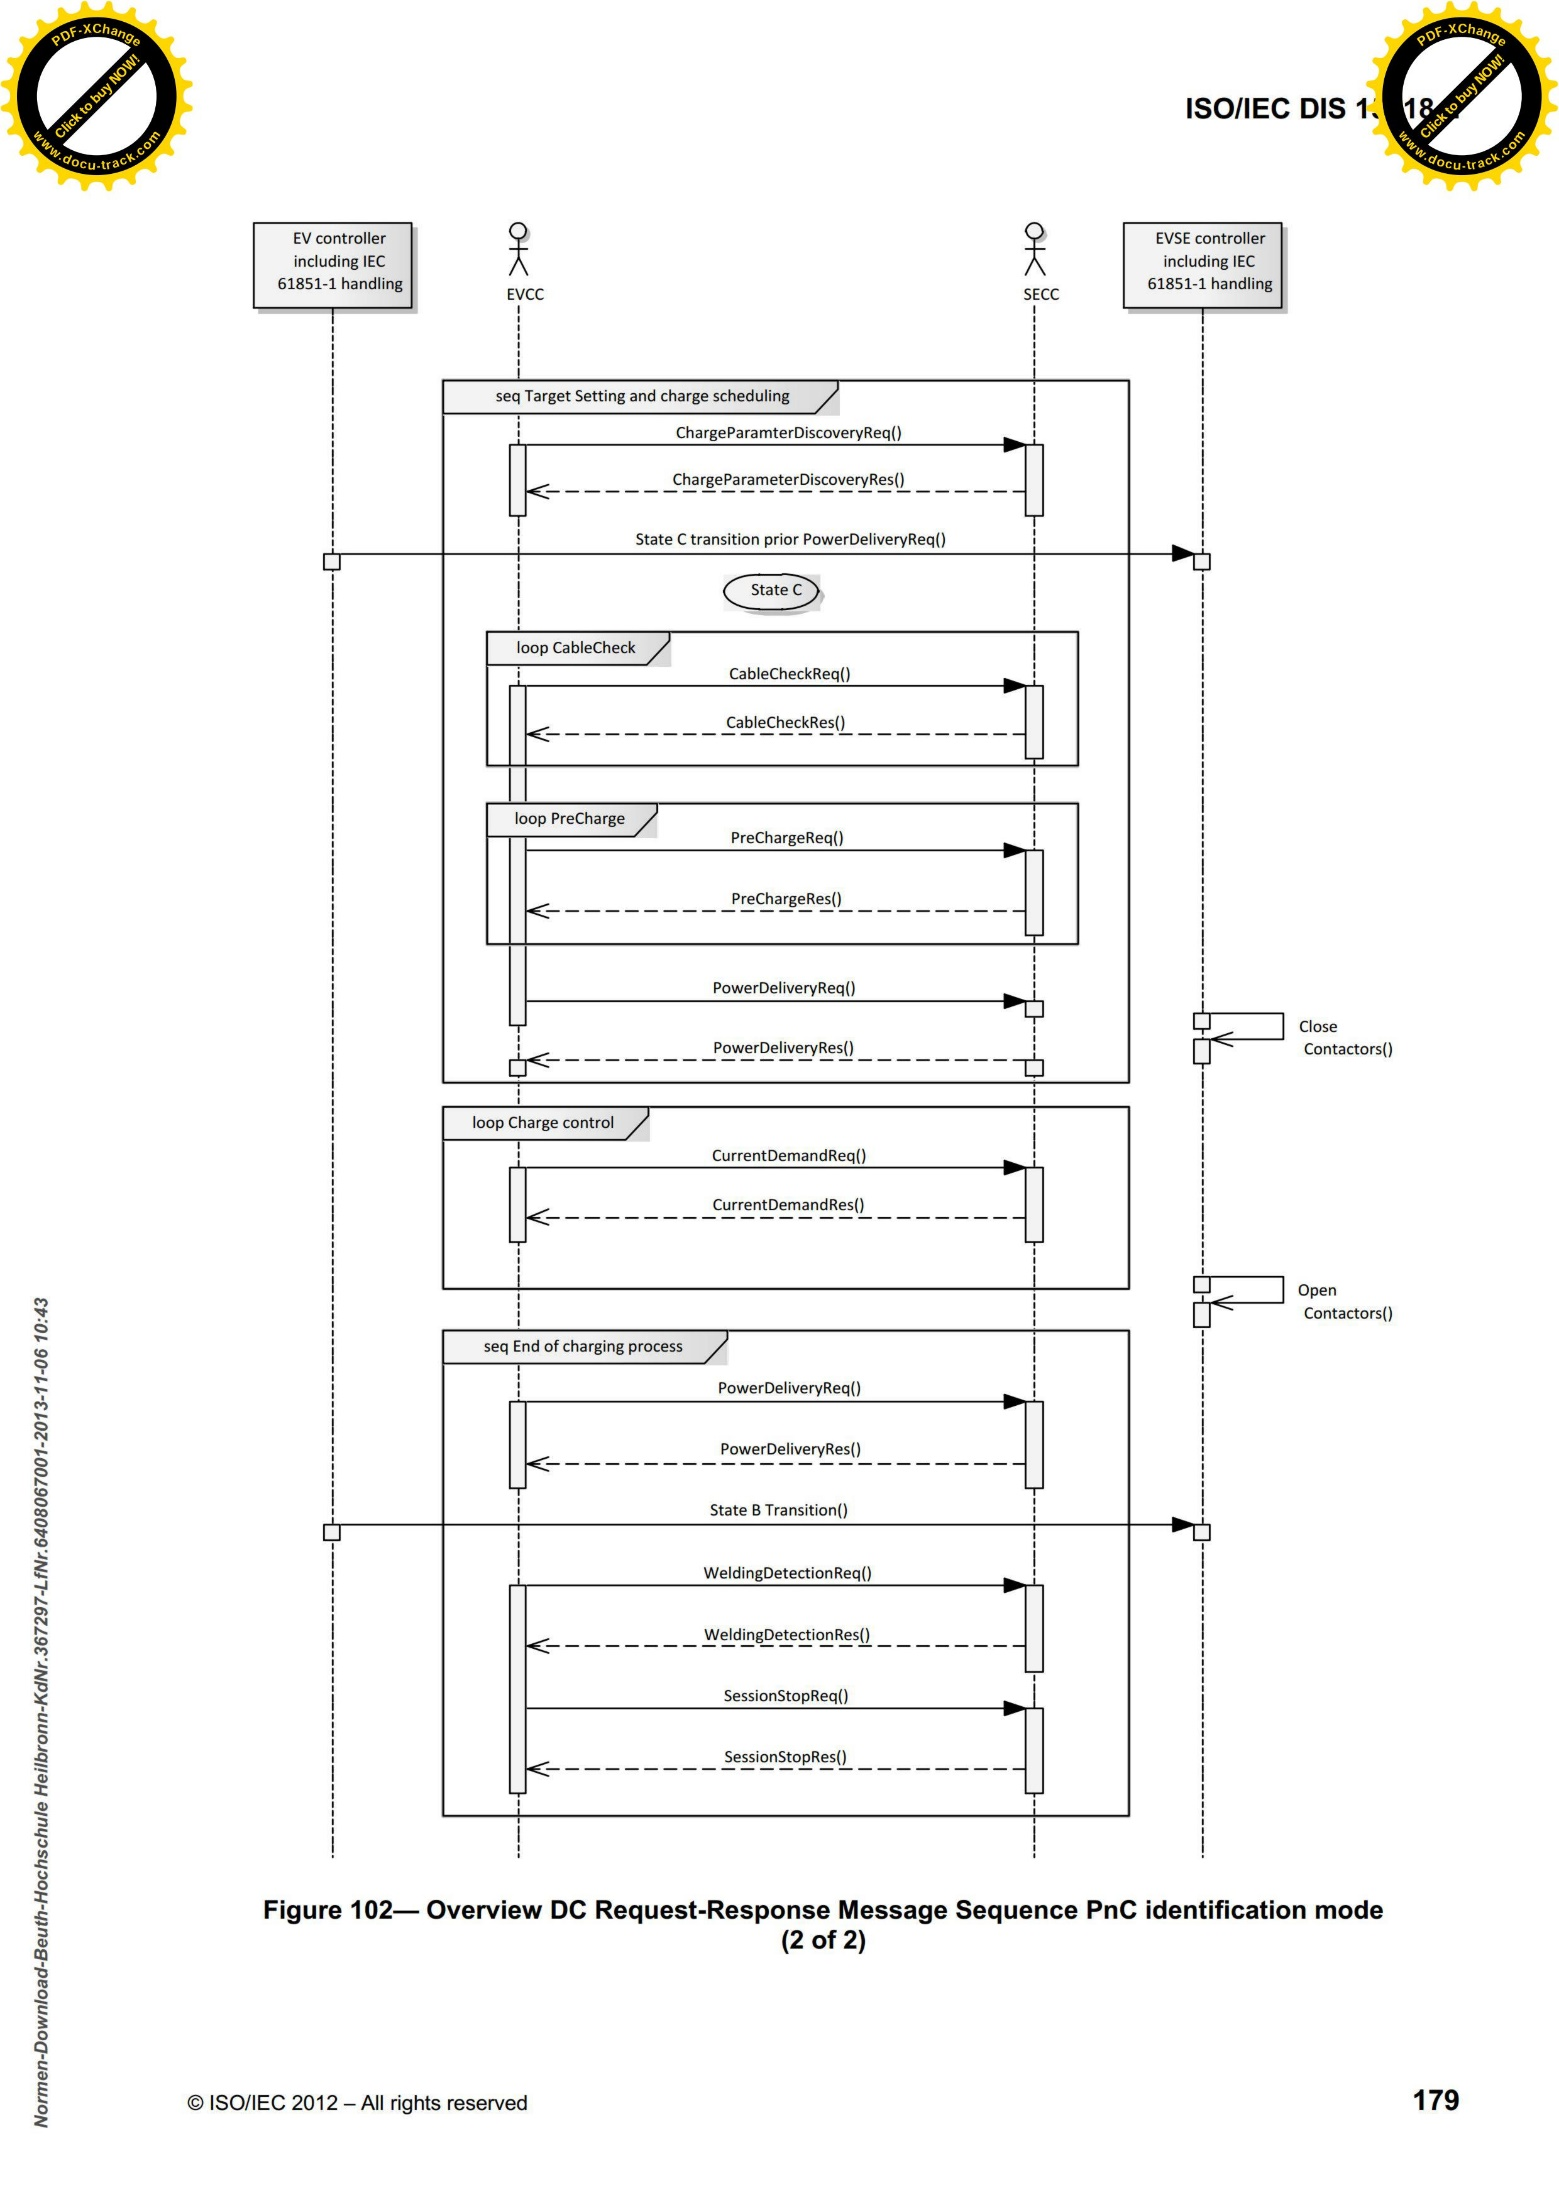 PDF-XChange
Click to buy NOW!
www.docu-track.com
PDF-XChange
Click to buy NOW!
www.docu-track.com
ISO/IEC DIS 1
18
EV controller
including IEC
61851-1 handling
EVCC
SECC
EVSE controller
including IEC
61851-1 handling
seq Target Setting and charge scheduling
ChargeParamterDiscoveryReq()
ChargeParameterDiscoveryRes()
State C transition prior PowerDeliveryReq()
State C
loop CableCheck
CableCheckReq()
CableCheckRes()
loop PreCharge
PreChargeReq()
PreChargeRes()
PowerDeliveryReq()
Close
Contactors()
PowerDeliveryRes()
loop Charge control
CurrentDemandReq()
CurrentDemandRes()
Open
Contactors()
seq End of charging process
PowerDeliveryReq()
PowerDeliveryRes()
State B Transition()
WeldingDetectionReq()
WeldingDetectionRes()
SessionStopReq()
SessionStopRes()
Figure 102— Overview DC Request-Response Message Sequence PnC identification mode
(2 of 2)
Normen-Download-Beuth-Hochschule Heilbronn-KdNr.367297-LfNr.6408067001-2013-11-06 10:43
© ISO/IEC 2012 – All rights reserved
179